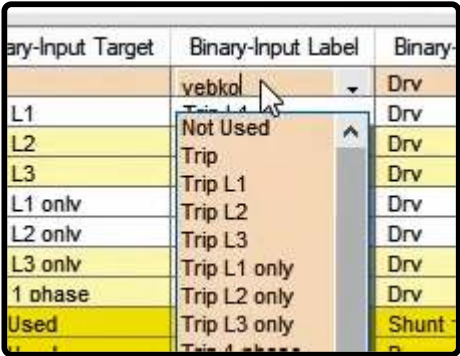 ary-Input Target Binary-Input Label Binary-
vebko Drv
L1 Drv
L2 Not Used Drv
L3 Trip Drv
L1 only Trip L1 Drv
L2 only Trip L2 Drv
L3 only Trip L3 Drv
1 phase Trip L1 only Drv
Used Trip L2 only Shunt
Trip L3 only